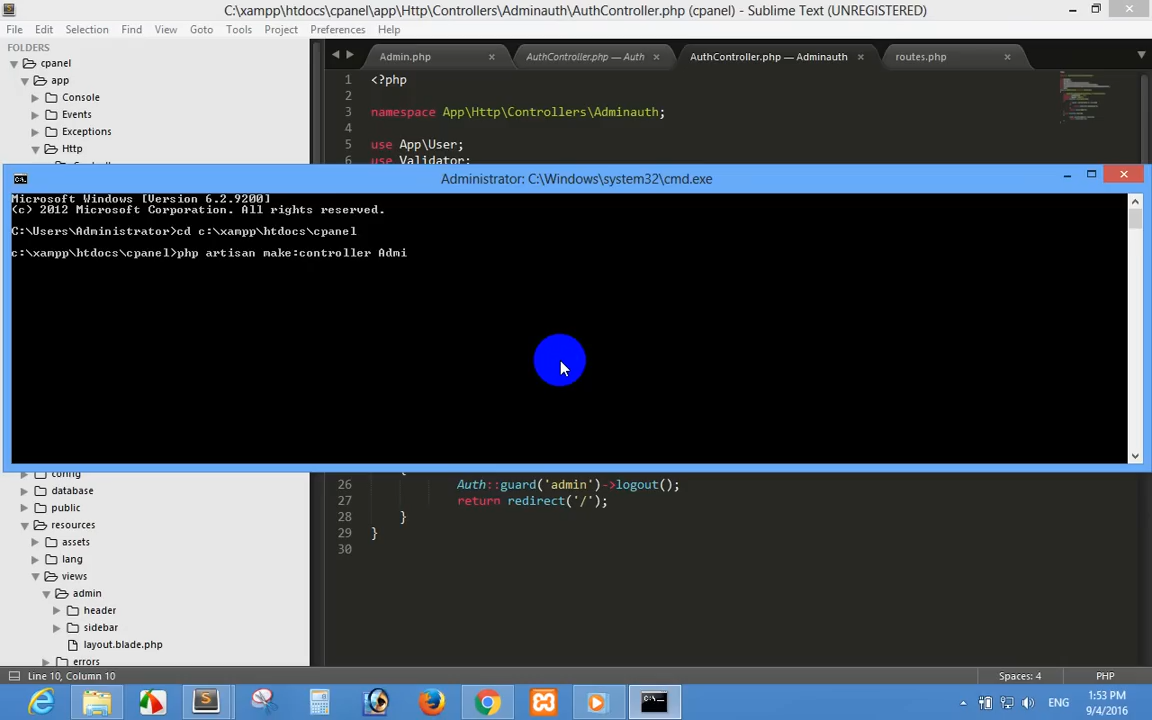 C:\xampp\htdocs\cpanel\app\Http\Controllers\Adminauth\AuthController.php (cpanel) - Sublime Text (UNREGISTERED)
File Edit Selection Find View Goto Tools Project Preferences Help
FOLDERS
cpanel
app
Console
Events
Exceptions
Http
Admin.php
AuthController.php — Auth
AuthController.php — Adminauth
routes.php
1 <?php
2
3 namespace App\Http\Controllers\Adminauth;
4
5 use App\User;
6 use Validator;
Administrator: C:\Windows\system32\cmd.exe
Microsoft Windows [Version 6.2.9200]
(c) 2012 Microsoft Corporation. All rights reserved.
C:\Users\Administrator>cd c:\xampp\htdocs\cpanel
c:\xampp\htdocs\cpanel>php artisan make:controller Admi
config
database
public
resources
assets
lang
views
admin
header
sidebar
layout.blade.php
errors
{
26 Auth::guard('admin')->logout();
27 return redirect('/');
28 }
29 }
30
Line 10, Column 10
Spaces: 4
PHP
ENG
1:53 PM
9/4/2016